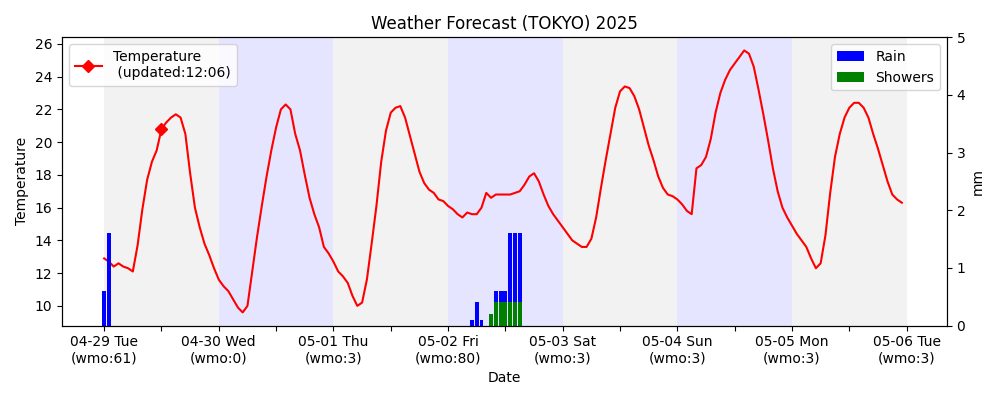 Weather Forecast (TOKYO) 2025
Temperature
(updated:12:06)
Rain
Showers
Temperature
26
24
22
20
18
16
14
12
10
5
4
3
2
1
0
mm
04-29 Tue 04-30 Wed 05-01 Thu 05-02 Fri 05-03 Sat 05-04 Sun 05-05 Mon 05-06 Tue
(wmo:61) (wmo:0) (wmo:3) (wmo:80) (wmo:3) (wmo:3) (wmo:3) (wmo:3)
Date